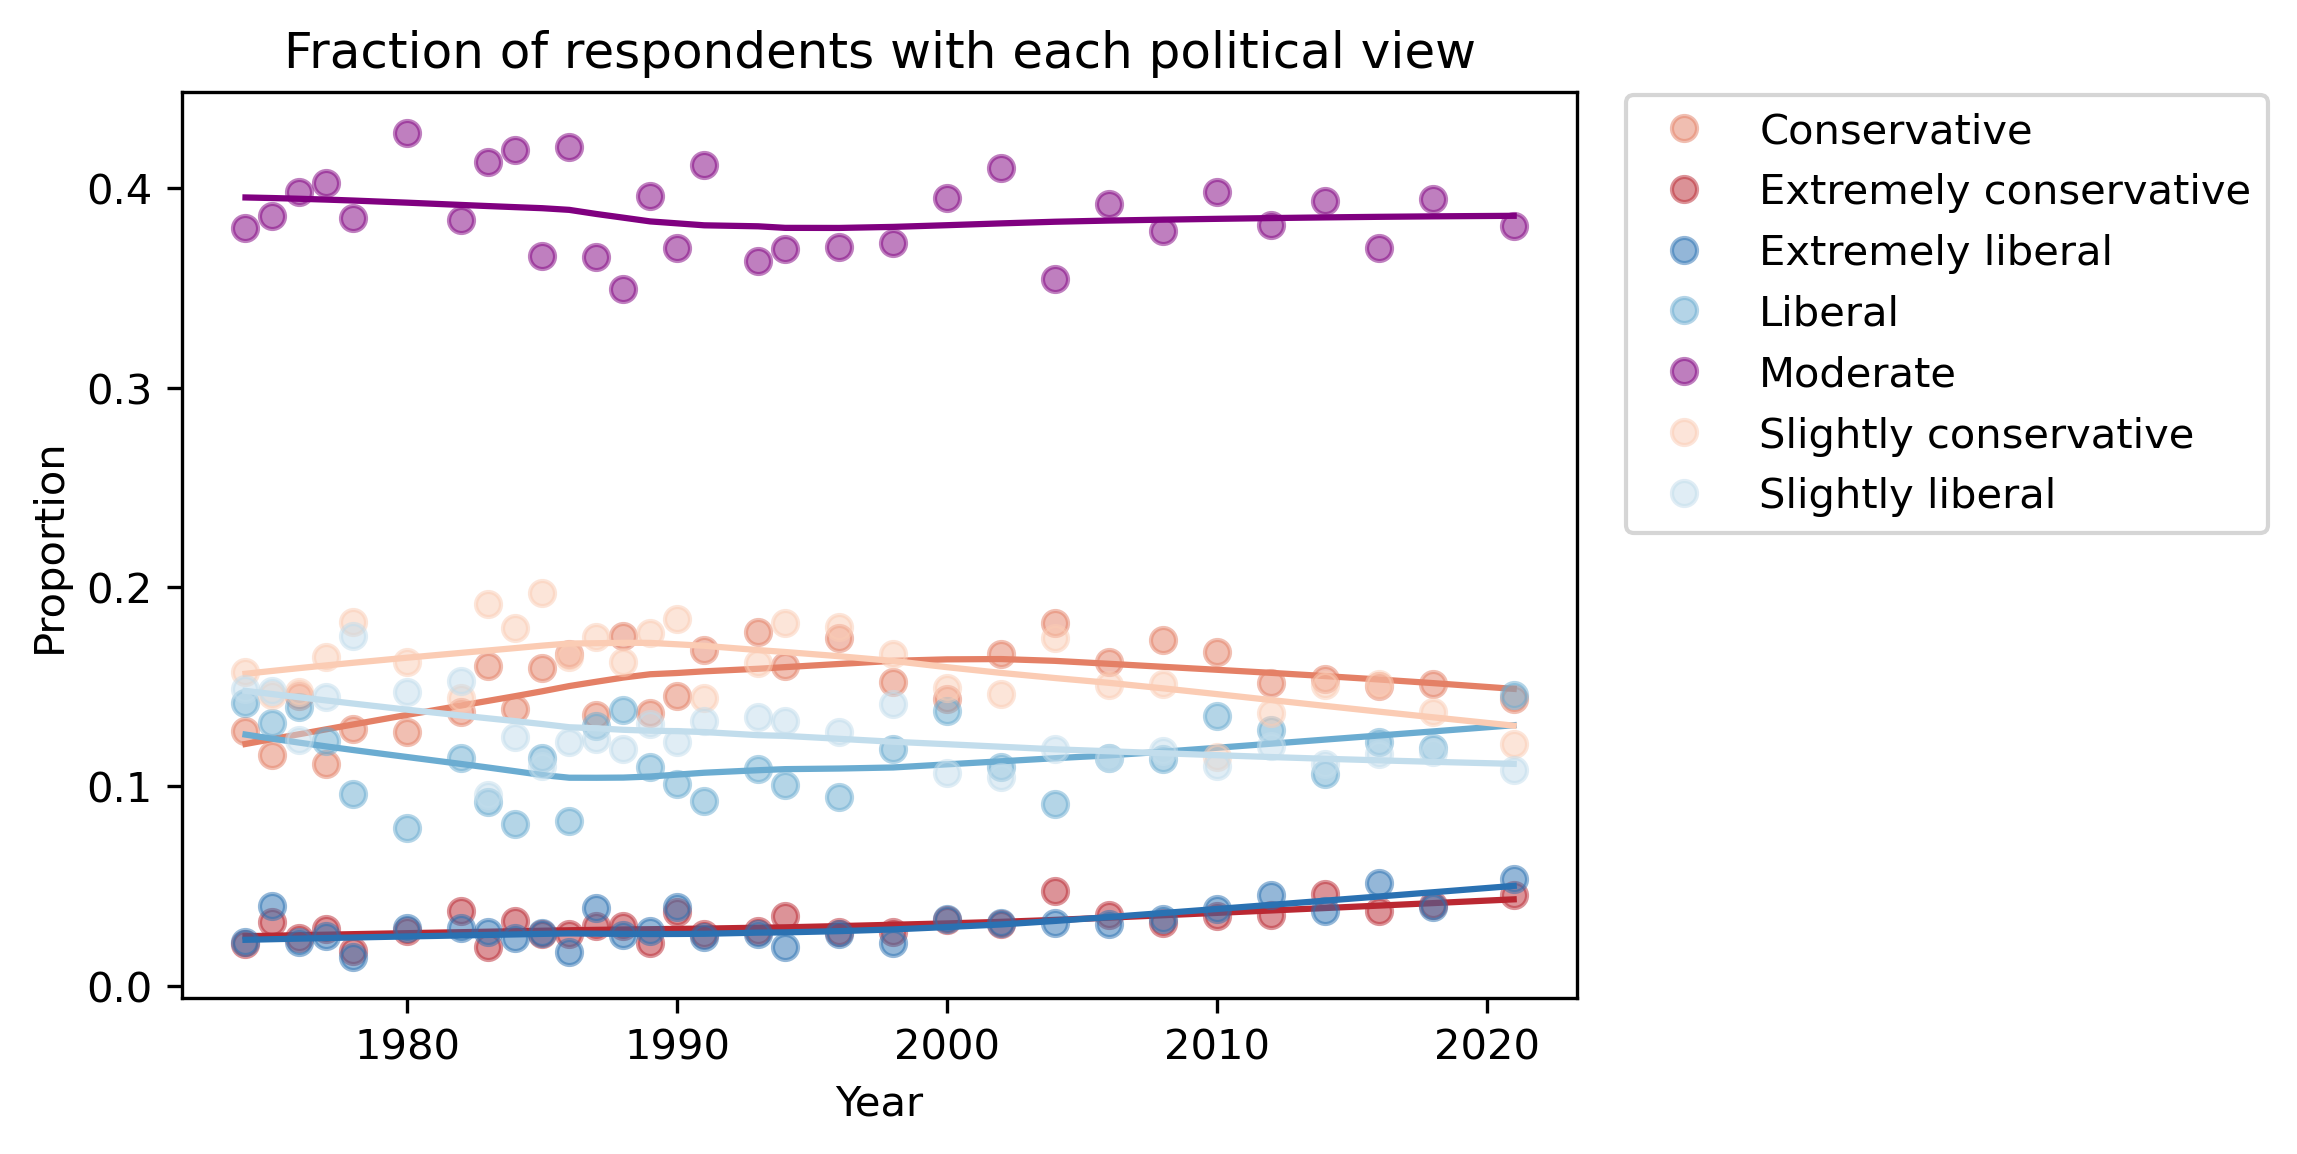 Fraction of respondents with each political view
Proportion
0.4
0.3
0.2
0.1
0.0
1980 1990 2000 2010 2020
Year
Conservative
Extremely conservative
Extremely liberal
Liberal
Moderate
Slightly conservative
Slightly liberal